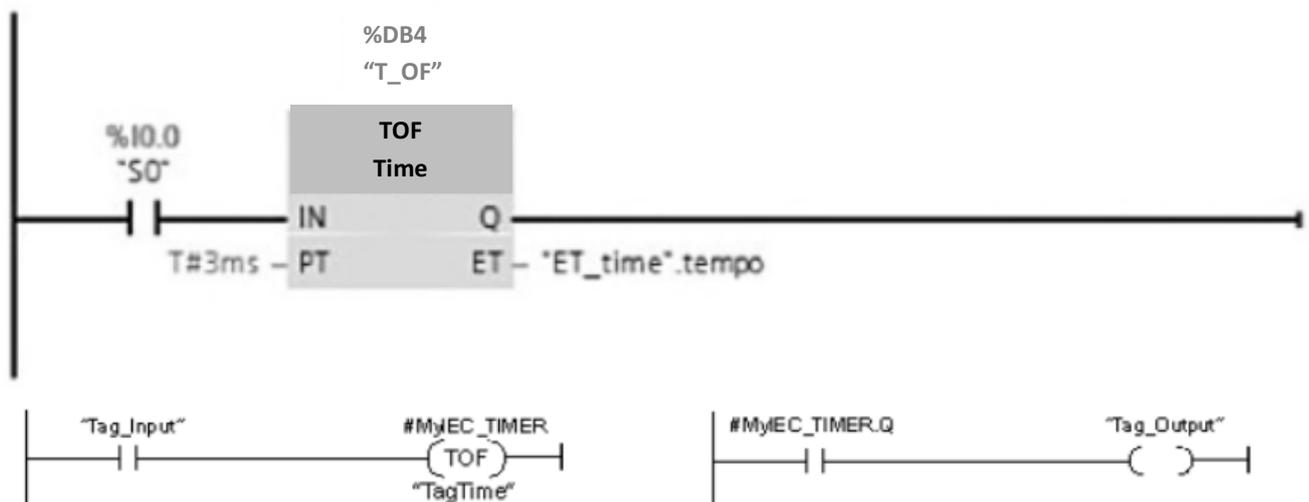 %DB4
“T_OF”
TOF
Time
%I0.0
"S0"
IN Q
T#3ms PT ET "ET_time".tempo
"Tag_Input" #MyIEC_TIMER #MyIEC_TIMER.Q "Tag_Output"
TOF
"TagTime"